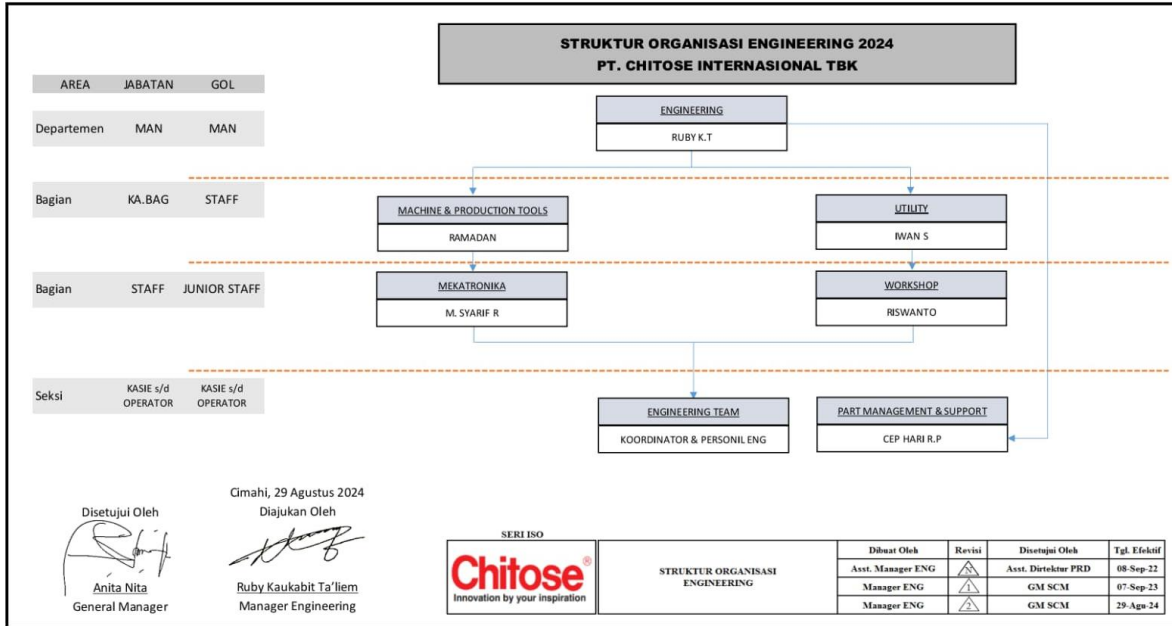 STRUKTUR ORGANISASI ENGINEERING 2024
PT. CHITOSE INTERNASIONAL TBK
AREA JABATAN GOL
Departemen MAN MAN
ENGINEERING
RUBY K.T
Bagian KA.BAG STAFF
MACHINE & PRODUCTION TOOLS
RAMADAN
UTILITY
IWAN S
Bagian STAFF JUNIOR STAFF
MEKATRONIKA
M. SYARIF R
WORKSHOP
RISWANTO
Seksi KASIE s/d OPERATOR KASIE s/d OPERATOR
ENGINEERING TEAM
KOORDINATOR & PERSONIL ENG
PART MANAGEMENT & SUPPORT
CEP HARI R.P
Cimahi, 29 Agustus 2024
Disetujui Oleh
Diajukan Oleh
Anita Nita
General Manager
Ruby Kaukabit Ta'liem
Manager Engineering
SERI ISO
Chitose®
Innovation by your inspiration
STRUKTUR ORGANISASI
ENGINEERING
Dibuat Oleh Revisi Disetujui Oleh Tgl. Efektif
Asst. Manager ENG N Asst. Dirtektur PRD 08-Sep-22
Manager ENG 1 GM SCM 07-Sep-23
Manager ENG 2 GM SCM 29-Agu-24